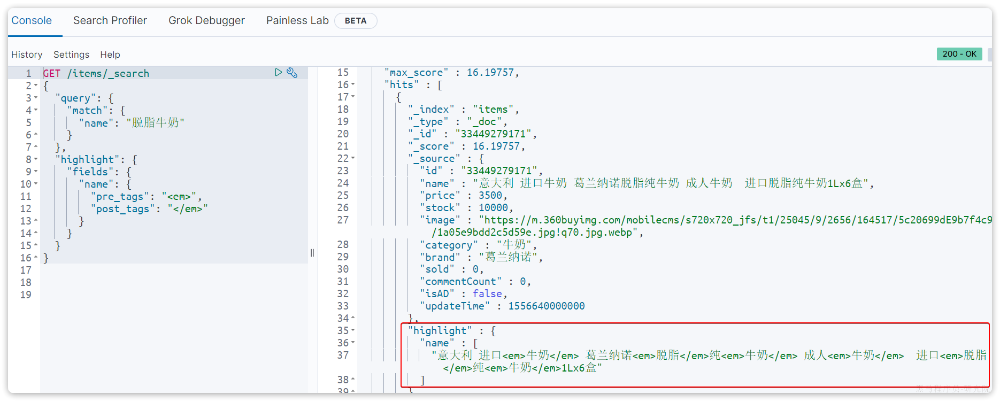 Console Search Profiler Grok Debugger Painless Lab BETA
History Settings Help
200 - OK
1 GET /items/_search
2 {
3 "query": {
4 "match": {
5 "name": "脱脂牛奶"
6 }
7 },
8 "highlight": {
9 "fields": {
10 "name": {
11 "pre_tags": "<em>",
12 "post_tags": "</em>"
13 }
14 }
15 }
16 }
17
18
19
15 "max_score" : 16.19757,
16 "hits" : [
17 {
18 "_index" : "items",
19 "_type" : "_doc",
20 "_id" : "33449279171",
21 "_score" : 16.19757,
22 "_source" : {
23 "id" : "33449279171",
24 "name" : "意大利 进口牛奶 葛兰纳诺脱脂纯牛奶 成人牛奶  进口脱脂纯牛奶1Lx6盒",
25 "price" : 3500,
26 "stock" : 10000,
27 "image" : "https://m.360buyimg.com/mobilecms/s720x720_jfs/t1/25045/9/2656/164517/5c20699dE9b7f4c9
/1a05e9bdd2c5d59e.jpg!q70.jpg.webp",
28 "category" : "牛奶",
29 "brand" : "葛兰纳诺",
30 "sold" : 0,
31 "commentCount" : 0,
32 "isAD" : false,
33 "updateTime" : 1556640000000
34 },
35 "highlight" : {
36 "name" : [
37 "意大利 进口<em>牛奶</em> 葛兰纳诺<em>脱脂</em>纯<em>牛奶</em> 成人<em>牛奶</em>  进口<em>脱脂
</em>纯<em>牛奶</em>1Lx6盒"
38 ]
39 }
黑马程序员-研究院